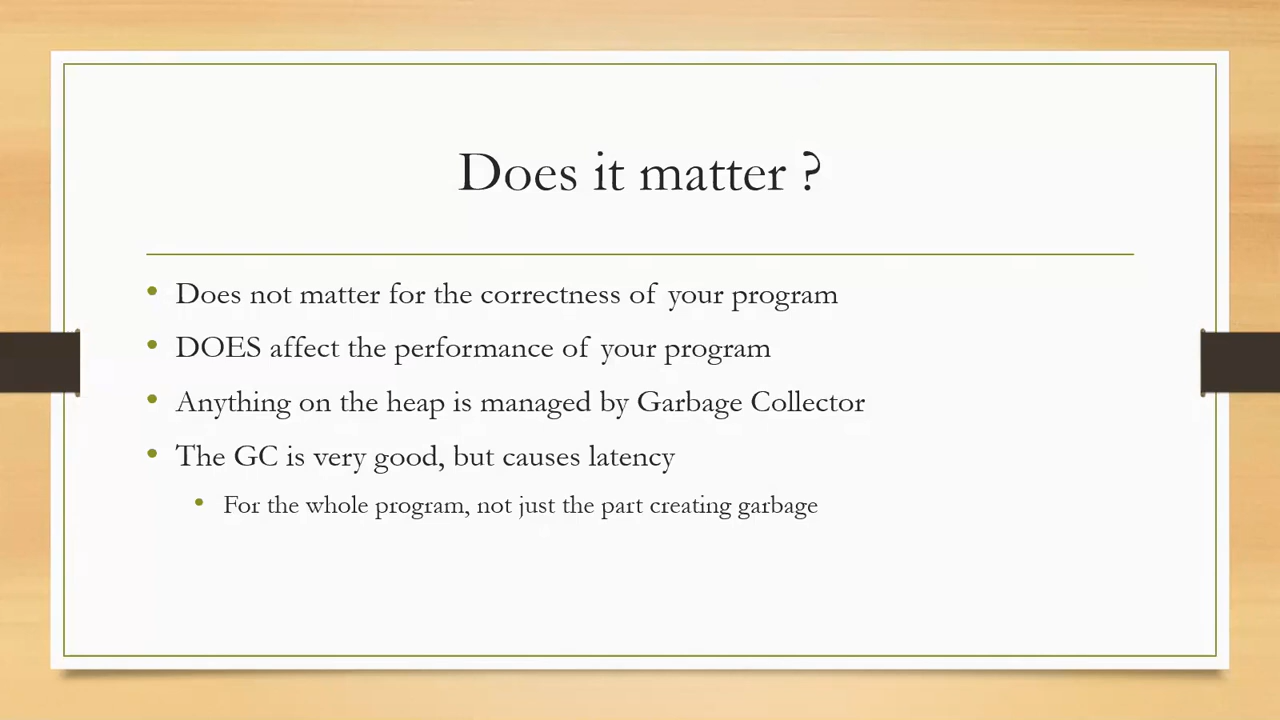 Does it matter ?
• Does not matter for the correctness of your program
• DOES affect the performance of your program
• Anything on the heap is managed by Garbage Collector
• The GC is very good, but causes latency
• For the whole program, not just the part creating garbage